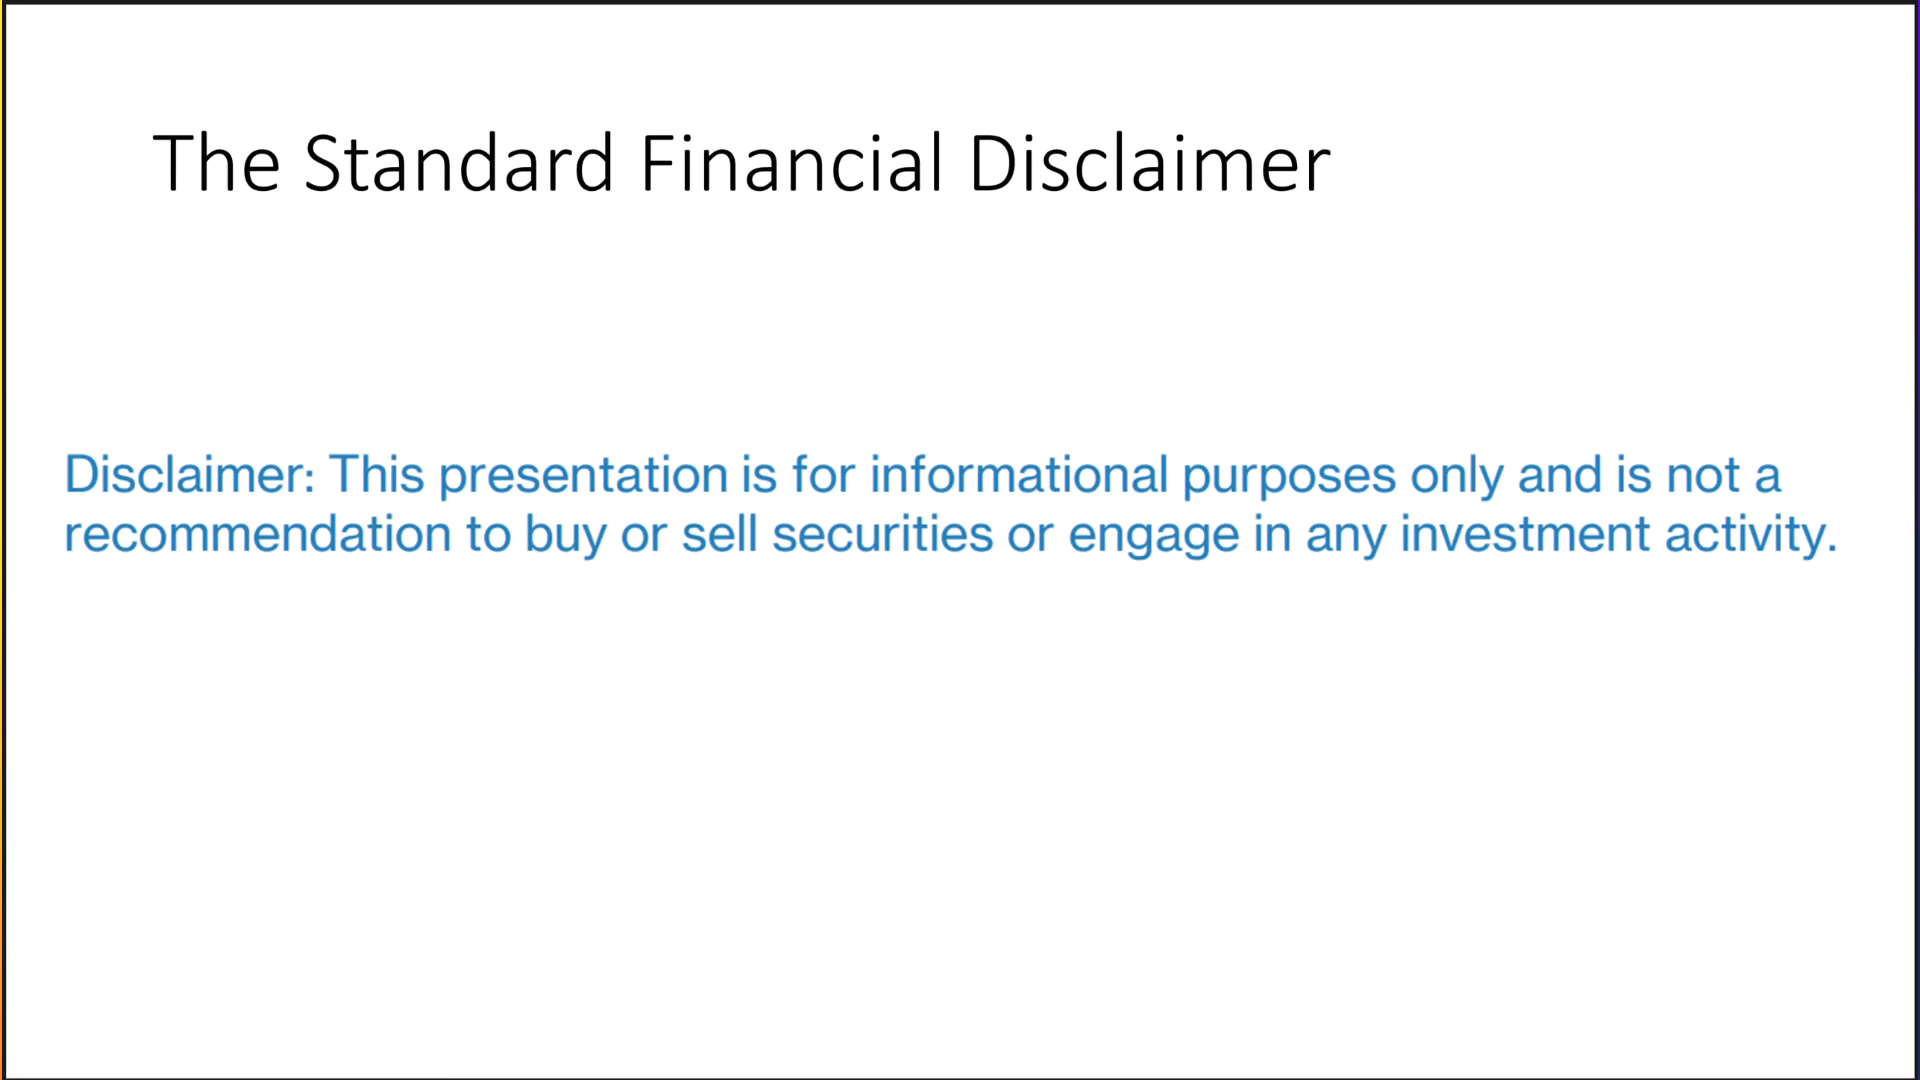 The Standard Financial Disclaimer
Disclaimer: This presentation is for informational purposes only and is not a
recommendation to buy or sell securities or engage in any investment activity.